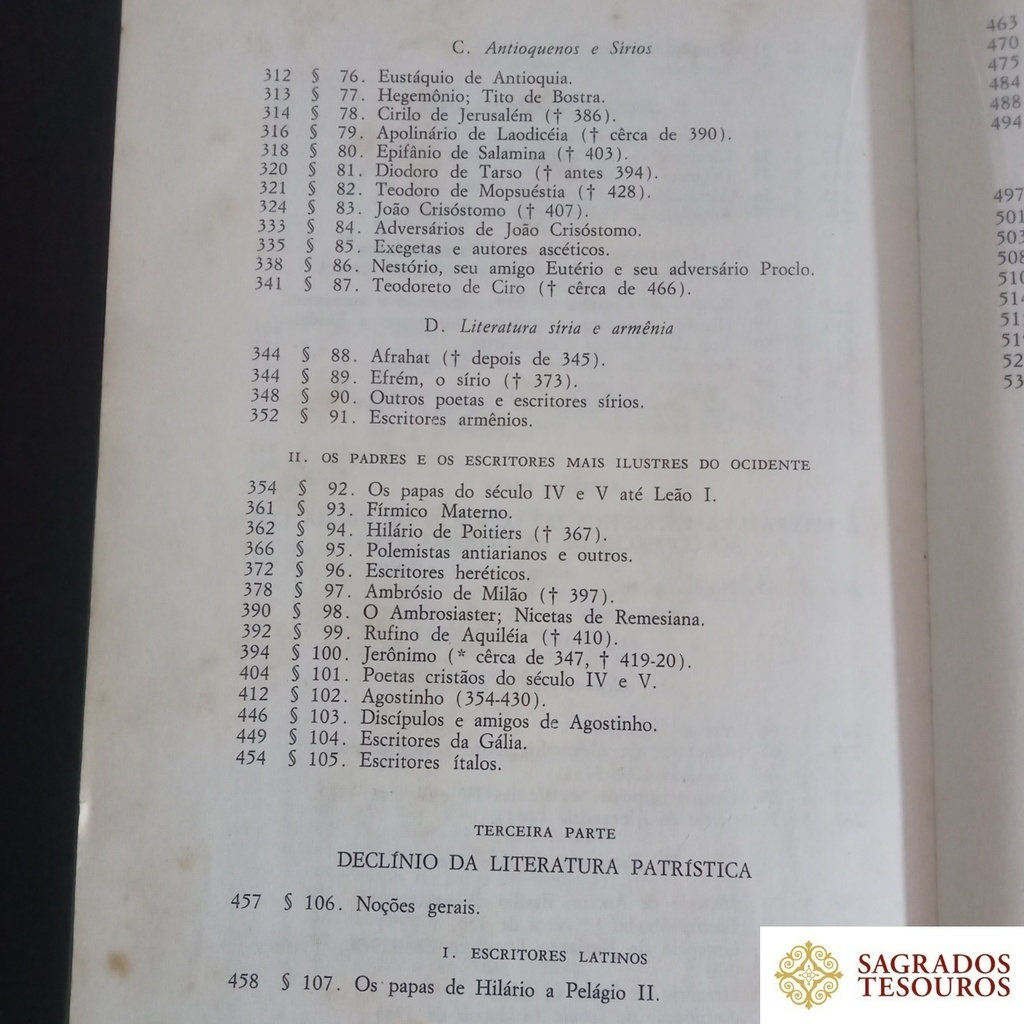 C. Antioquenos e Sírios
312 § 76. Eustáquio de Antioquia.
313 § 77. Hegemônio; Tito de Bostra.
314 § 78. Cirilo de Jerusalém († 386).
316 § 79. Apolinário de Laodicéia († cêrca de 390).
318 § 80. Epifânio de Salamina († 403).
320 § 81. Diodoro de Tarso († antes 394).
321 § 82. Teodoro de Mopsuéstia († 428).
324 § 83. João Crisóstomo († 407).
333 § 84. Adversários de João Crisóstomo.
335 § 85. Exegetas e autores ascéticos.
338 § 86. Nestório, seu amigo Eutério e seu adversário Proclo.
341 § 87. Teodoreto de Ciro († cêrca de 466).
D. Literatura síria e armênia
344 § 88. Afrahat († depois de 345).
344 § 89. Efrém, o sírio († 373).
348 § 90. Outros poetas e escritores sírios.
352 § 91. Escritores armênios.
II. OS PADRES E OS ESCRITORES MAIS ILUSTRES DO OCIDENTE
354 § 92. Os papas do século IV e V até Leão I.
361 § 93. Fírmico Materno.
362 § 94. Hilário de Poitiers († 367).
366 § 95. Polemistas antiarianos e outros.
372 § 96. Escritores heréticos.
378 § 97. Ambrósio de Milão († 397).
390 § 98. O Ambrosiaster; Nicetas de Remesiana.
392 § 99. Rufino de Aquiléia († 410).
394 § 100. Jerônimo (* cêrca de 347, † 419-20).
404 § 101. Poetas cristãos do século IV e V.
412 § 102. Agostinho (354-430).
446 § 103. Discípulos e amigos de Agostinho.
449 § 104. Escritores da Gália.
454 § 105. Escritores ítalos.
TERCEIRA PARTE
DECLÍNIO DA LITERATURA PATRÍSTICA
457 § 106. Noções gerais.
I. ESCRITORES LATINOS
458 § 107. Os papas de Hilário a Pelágio II.
463
470
475
484
488
494
497
501
503
508
510
SAGRADOS
TESOUROS